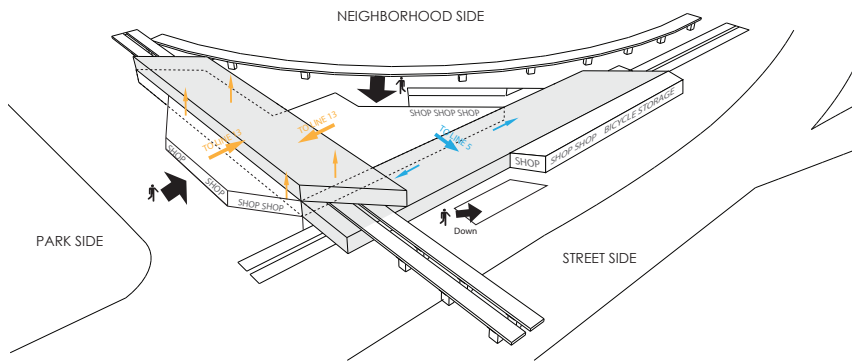 NEIGHBORHOOD SIDE
SHOP SHOP SHOP
TO LINE 13
TO LINE 13
TO LINE 5
SHOP
SHOP SHOP
BICYCLE STORAGE
SHOP
SHOP
SHOP SHOP
Down
PARK SIDE
STREET SIDE